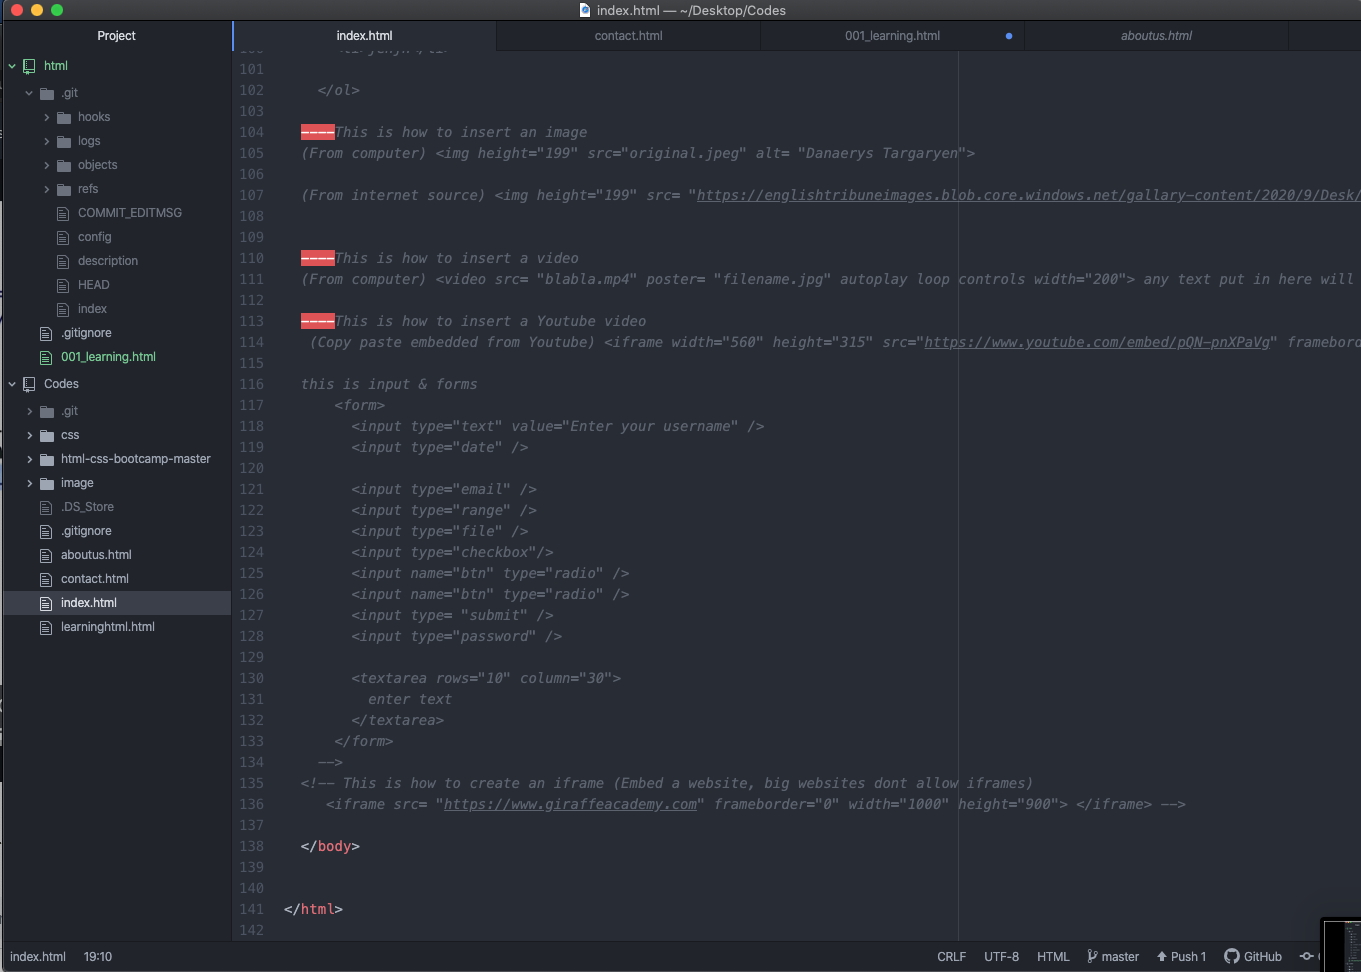 index.html — ~/Desktop/Codes
Project
index.html
contact.html
001_learning.html
aboutus.html
html
.git
hooks
logs
objects
refs
COMMIT_EDITMSG
config
description
HEAD
index
.gitignore
001_learning.html
Codes
.git
css
html-css-bootcamp-master
image
.DS_Store
.gitignore
aboutus.html
contact.html
index.html
learninghtml.html
101
102 </ol>
103
104 ----This is how to insert an image
105 (From computer) <img height="199" src="original.jpeg" alt= "Danaerys Targaryen">
106
107 (From internet source) <img height="199" src= "https://englishtribuneimages.blob.core.windows.net/gallary-content/2020/9/Desk/
108
109
110 ----This is how to insert a video
111 (From computer) <video src= "blabla.mp4" poster= "filename.jpg" autoplay loop controls width="200"> any text put in here will
112
113 ----This is how to insert a Youtube video
114 (Copy paste embedded from Youtube) <iframe width="560" height="315" src="https://www.youtube.com/embed/pQN-pnXPaVg" framebord
115
116 this is input & forms
117 <form>
118 <input type="text" value="Enter your username" />
119 <input type="date" />
120
121 <input type="email" />
122 <input type="range" />
123 <input type="file" />
124 <input type="checkbox"/>
125 <input name="btn" type="radio" />
126 <input name="btn" type="radio" />
127 <input type= "submit" />
128 <input type="password" />
129
130 <textarea rows="10" column="30">
131 enter text
132 </textarea>
133 </form>
134 -->
135 <!-- This is how to create an iframe (Embed a website, big websites dont allow iframes)
136 <iframe src= "https://www.giraffeacademy.com" frameborder="0" width="1000" height="900"> </iframe> -->
137
138 </body>
139
140
141 </html>
142
index.html 19:10 CRLF UTF-8 HTML master Push 1 GitHub